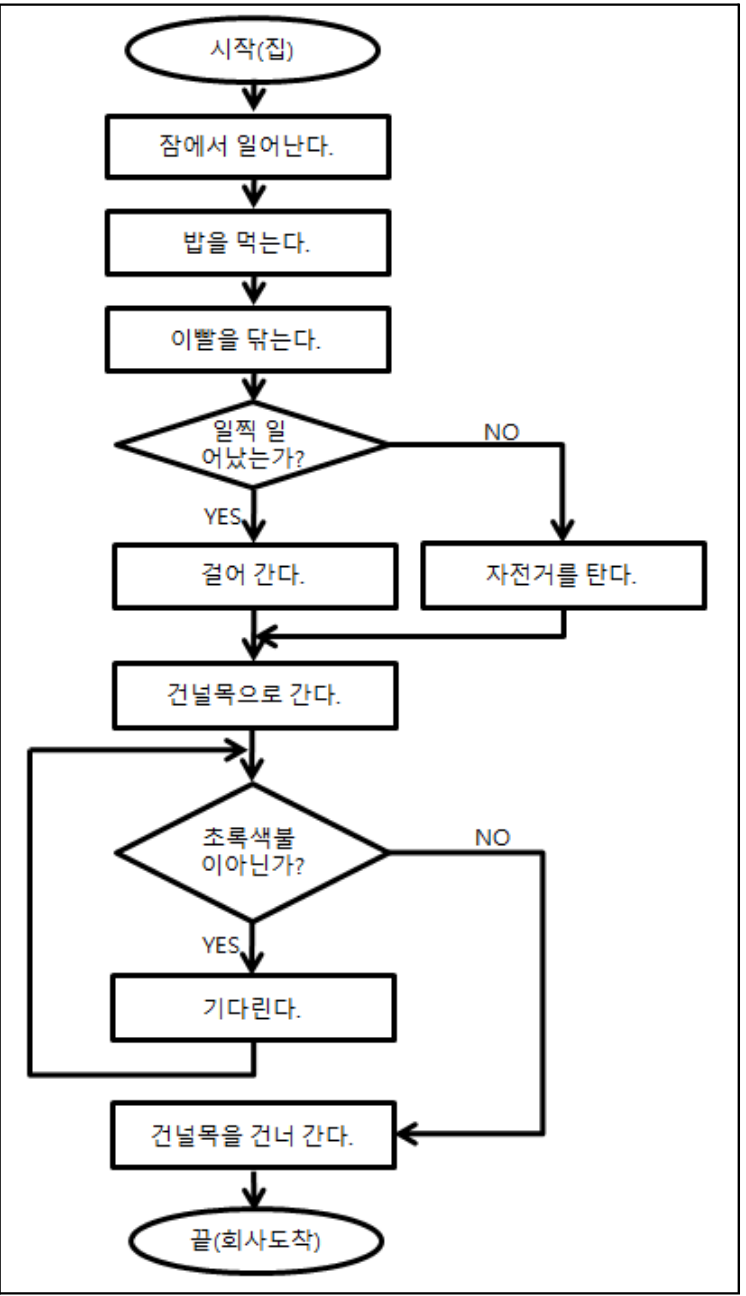 시작(집)
잠에서 일어난다.
밥을 먹는다.
이빨을 닦는다.
일찍 일
어났는가?
NO
YES
걸어 간다.
자전거를 탄다.
건널목으로 간다.
초록색불
이아닌가?
NO
YES
기다린다.
건널목을 건너 간다.
끝(회사도착)